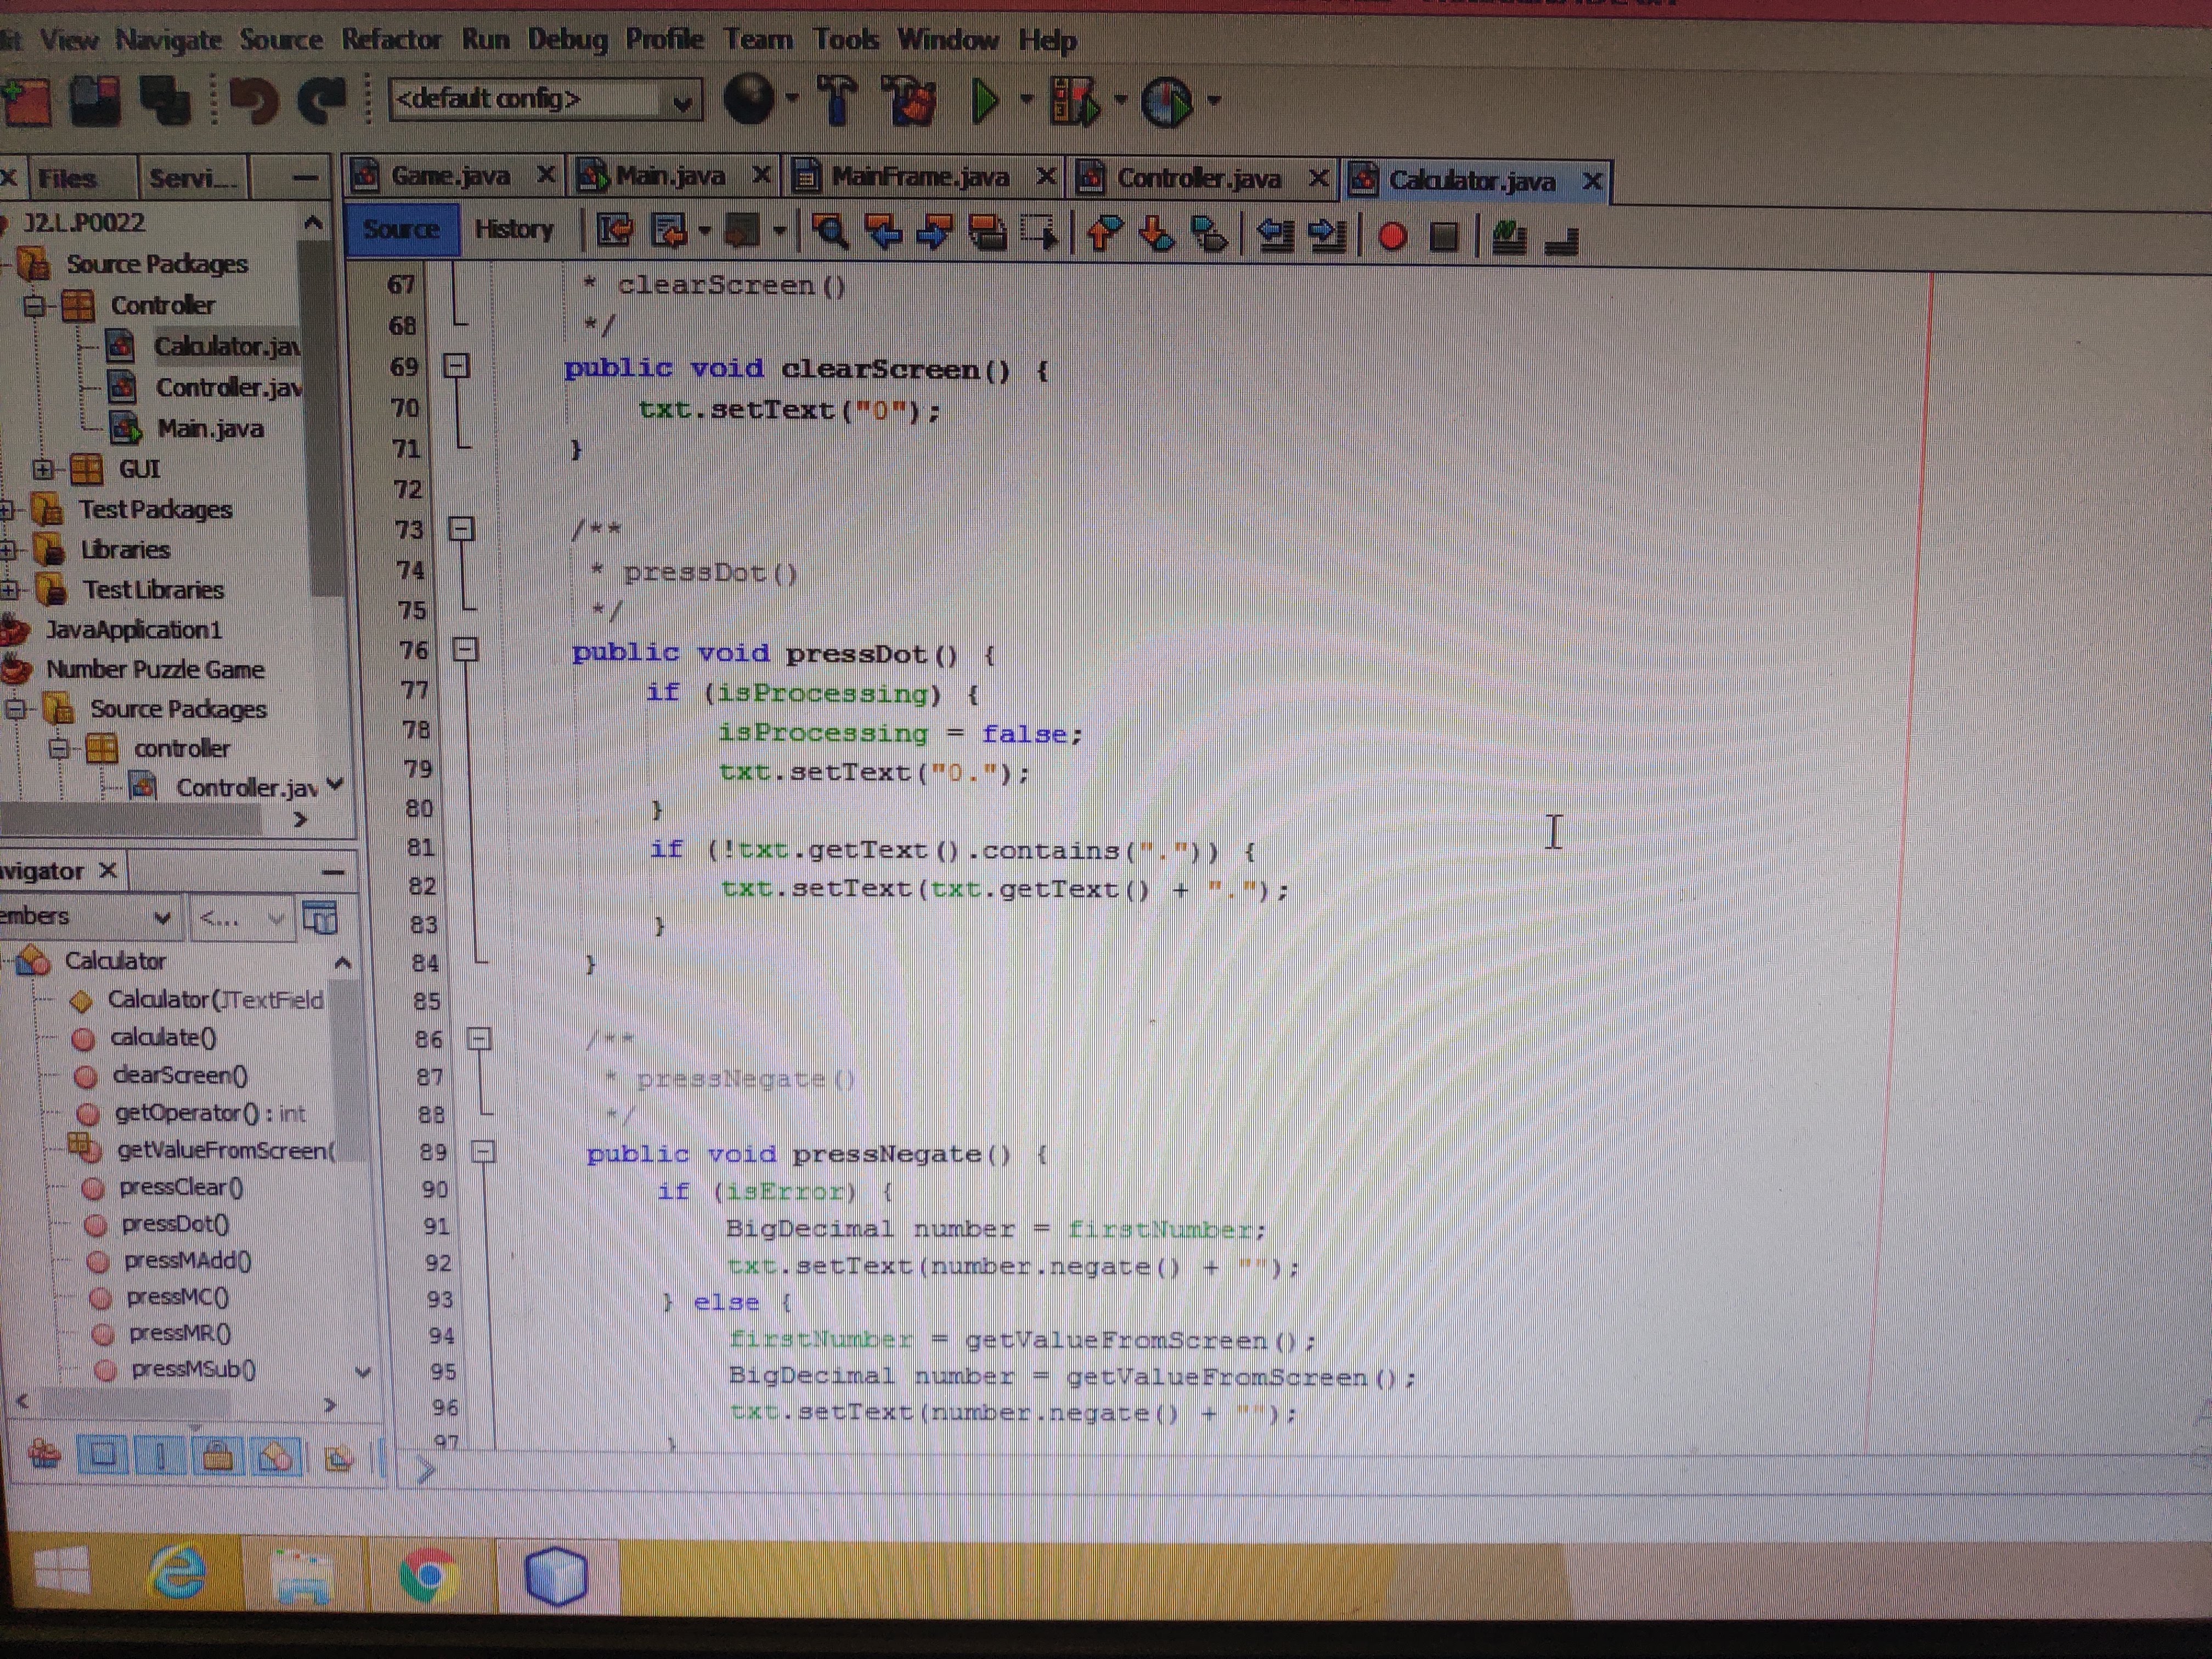 View Navigate Source Refactor Run Debug Profile Team Tools Window Help
<default config>
Files Servi...
Game.java Main.java MainFrame.java Controller.java Calculator.java
Source History
J2.L.P0022
Source Packages
Controller
Calculator.jav
Controller.jav
Main.java
GUI
Test Packages
Libraries
Test Libraries
JavaApplication1
Number Puzzle Game
Source Packages
controller
Controller.jav
vigator
embers <...
Calculator
Calculator(JTextField
calculate()
clearScreen()
getOperator() : int
getValueFromScreen(
pressClear()
pressDot()
pressMAdd()
pressMC()
pressMR()
pressMSub()
67 * clearScreen()
68 */
69 public void clearScreen() {
70 txt.setText("0");
71 }
72
73 /**
74 * pressDot()
75 */
76 public void pressDot() {
77 if (isProcessing) {
78 isProcessing = false;
79 txt.setText("0.");
80 }
81 if (!txt.getText().contains(".")) {
82 txt.setText(txt.getText() + ".");
83 }
84 }
85
86 /**
87 * pressNegate()
88 */
89 public void pressNegate() {
90 if (isError) {
91 BigDecimal number = firstNumber;
92 txt.setText(number.negate() + "");
93 } else {
94 firstNumber = getValueFromScreen();
95 BigDecimal number = getValueFromScreen();
96 txt.setText(number.negate() + "");
97 }